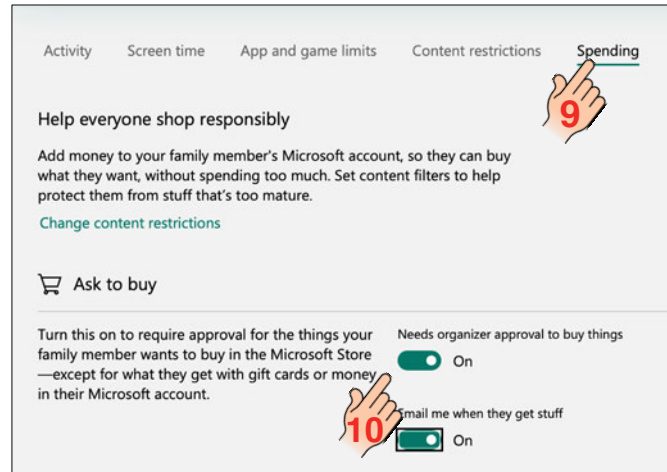 Activity Screen time App and game limits Content restrictions Spending
9
Help everyone shop responsibly
Add money to your family member's Microsoft account, so they can buy
what they want, without spending too much. Set content filters to help
protect them from stuff that's too mature.
Change content restrictions
Ask to buy
Turn this on to require approval for the things your
family member wants to buy in the Microsoft Store
—except for what they get with gift cards or money
in their Microsoft account.
Needs organizer approval to buy things
On
Email me when they get stuff
10
On